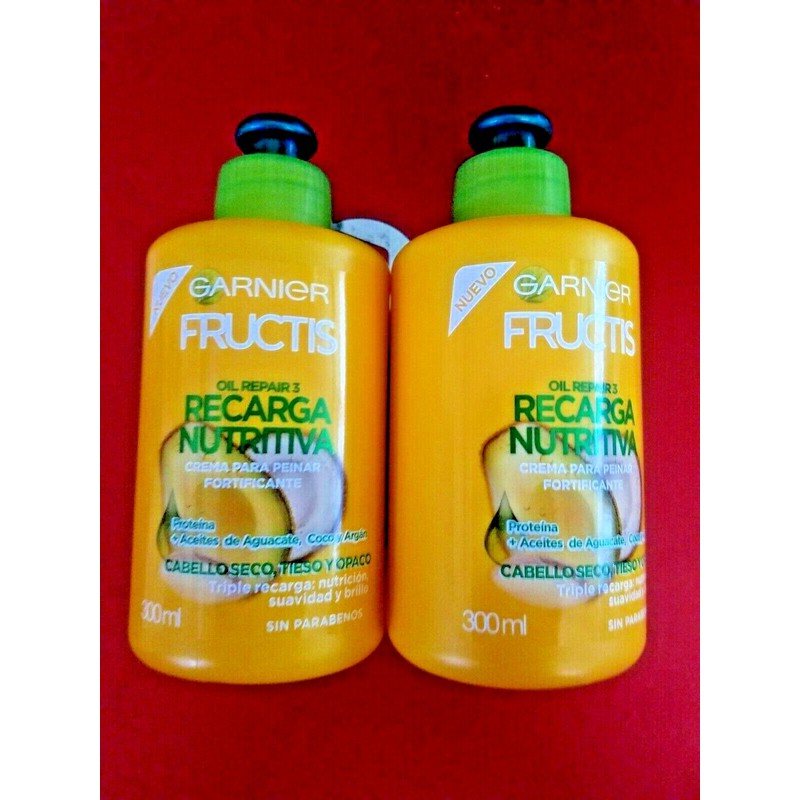 NUEVO
GARNIER
FRUCTIS
OIL REPAIR 3
RECARGA
NUTRITIVA
CREMA PARA PEINAR
FORTIFICANTE
Proteína
+ Aceites de Aguacate, Coco y Argán
CABELLO SECO, TIESO Y OPACO
Triple recarga: nutrición,
suavidad y brillo
300ml
SIN PARABENOS
NUEVO
GARNIER
FRUCTIS
OIL REPAIR 3
RECARGA
NUTRITIVA
CREMA PARA PEINAR
FORTIFICANTE
Proteína
+ Aceites de Aguacate,
CABELLO SECO, TIESO Y
Triple recarga:
suavidad
300ml
SIN PARABENOS